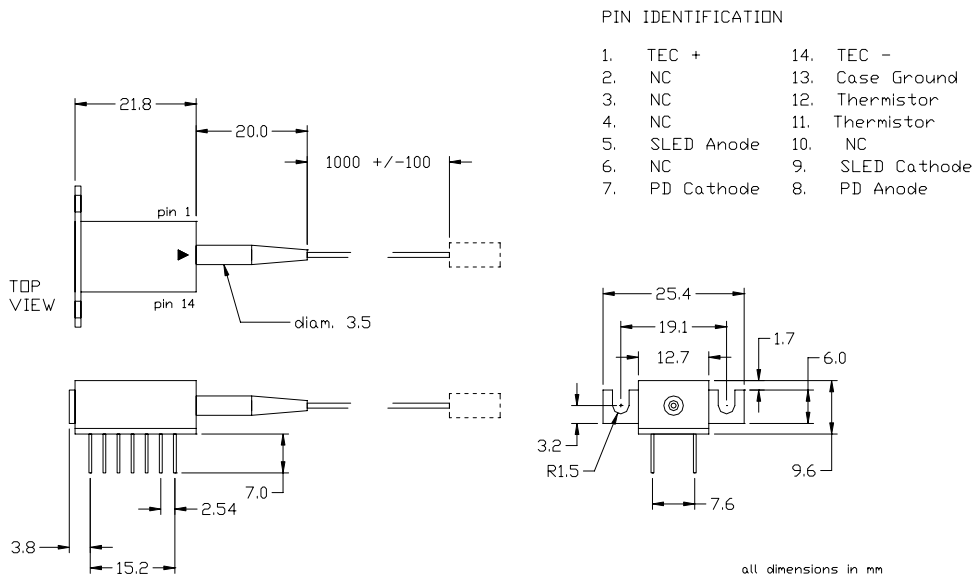 PIN IDENTIFICATION
1. TEC + 14. TEC -
2. NC 13. Case Ground
3. NC 12. Thermistor
4. NC 11. Thermistor
5. SLED Anode 10. NC
6. NC 9. SLED Cathode
7. PD Cathode 8. PD Anode
21.8
20.0
1000 +/-100
pin 1
TOP
VIEW
pin 14
diam. 3.5
25.4
19.1
1.7
12.7
6.0
3.2
R1.5
9.6
7.6
7.0
2.54
3.8
15.2
all dimensions in mm